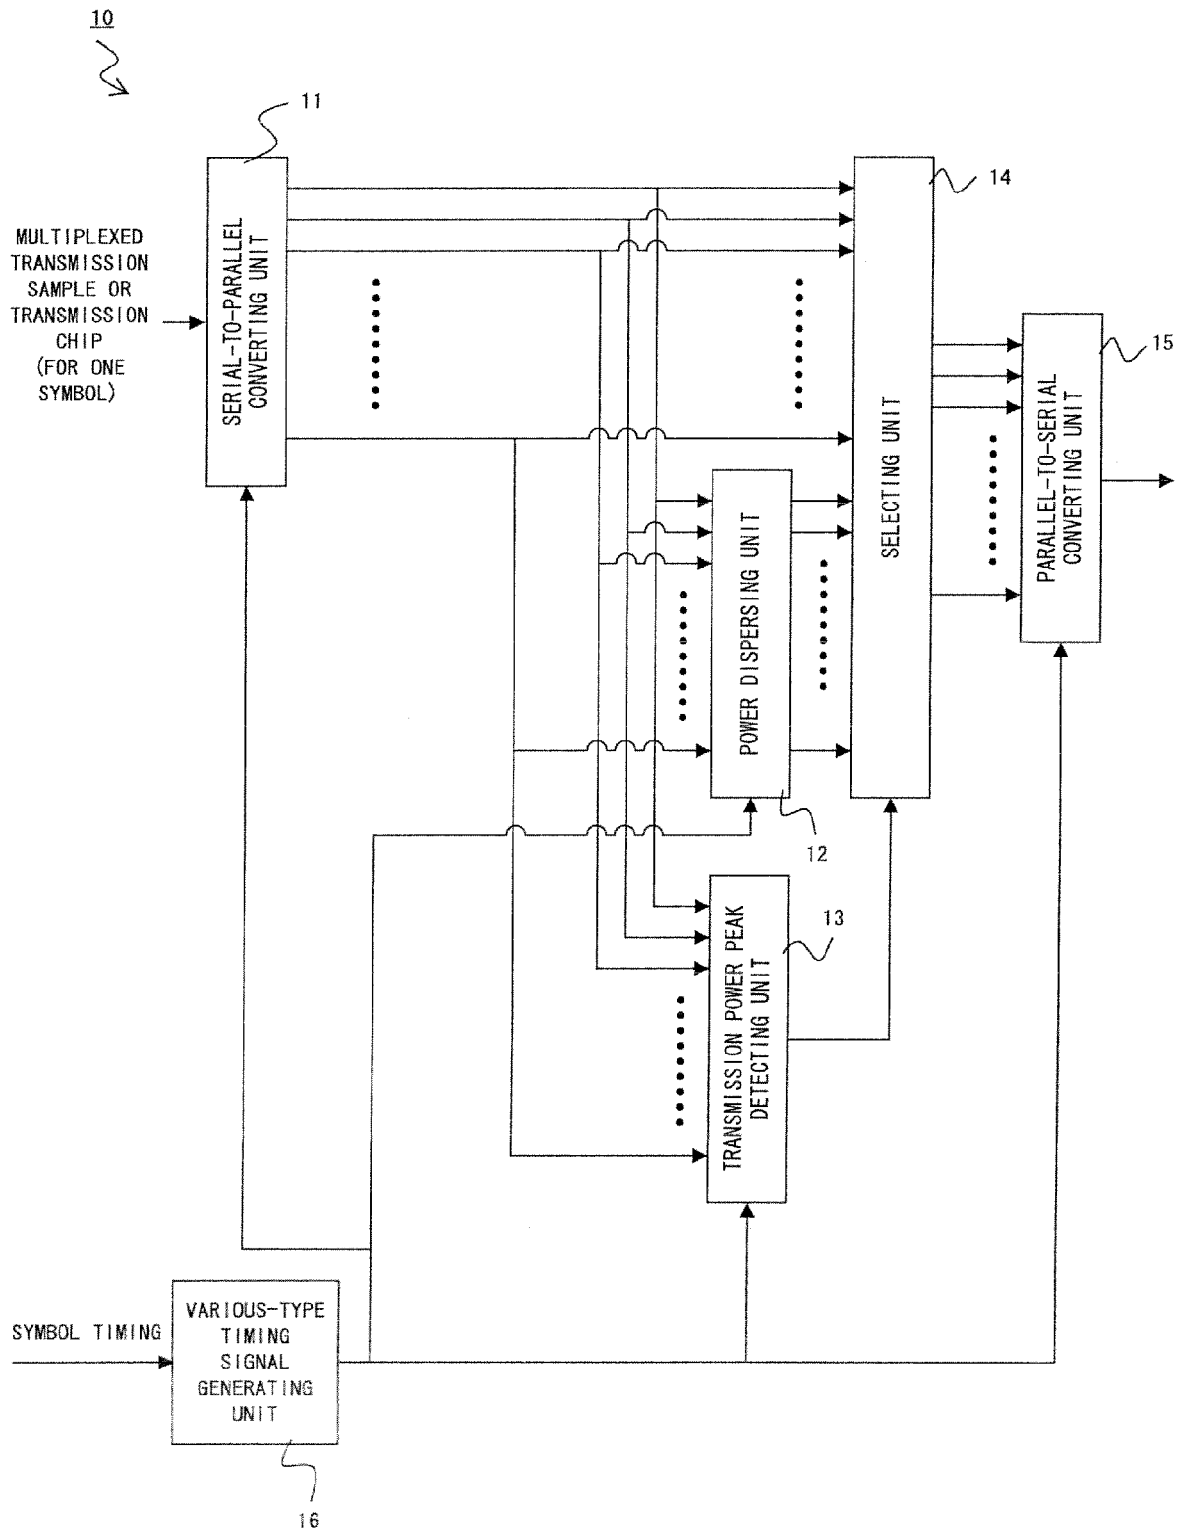 10
11
MULTIPLEXED
TRANSMISSION
SAMPLE OR
TRANSMISSION
CHIP
(FOR ONE
SYMBOL)
SERIAL-TO-PARALLEL
CONVERTING UNIT
14
SELECTING UNIT
15
PARALLEL-TO-SERIAL
CONVERTING UNIT
POWER DISPERSING UNIT
12
13
TRANSMISSION POWER PEAK
DETECTING UNIT
SYMBOL TIMING
VARIOUS-TYPE
TIMING
SIGNAL
GENERATING
UNIT
16